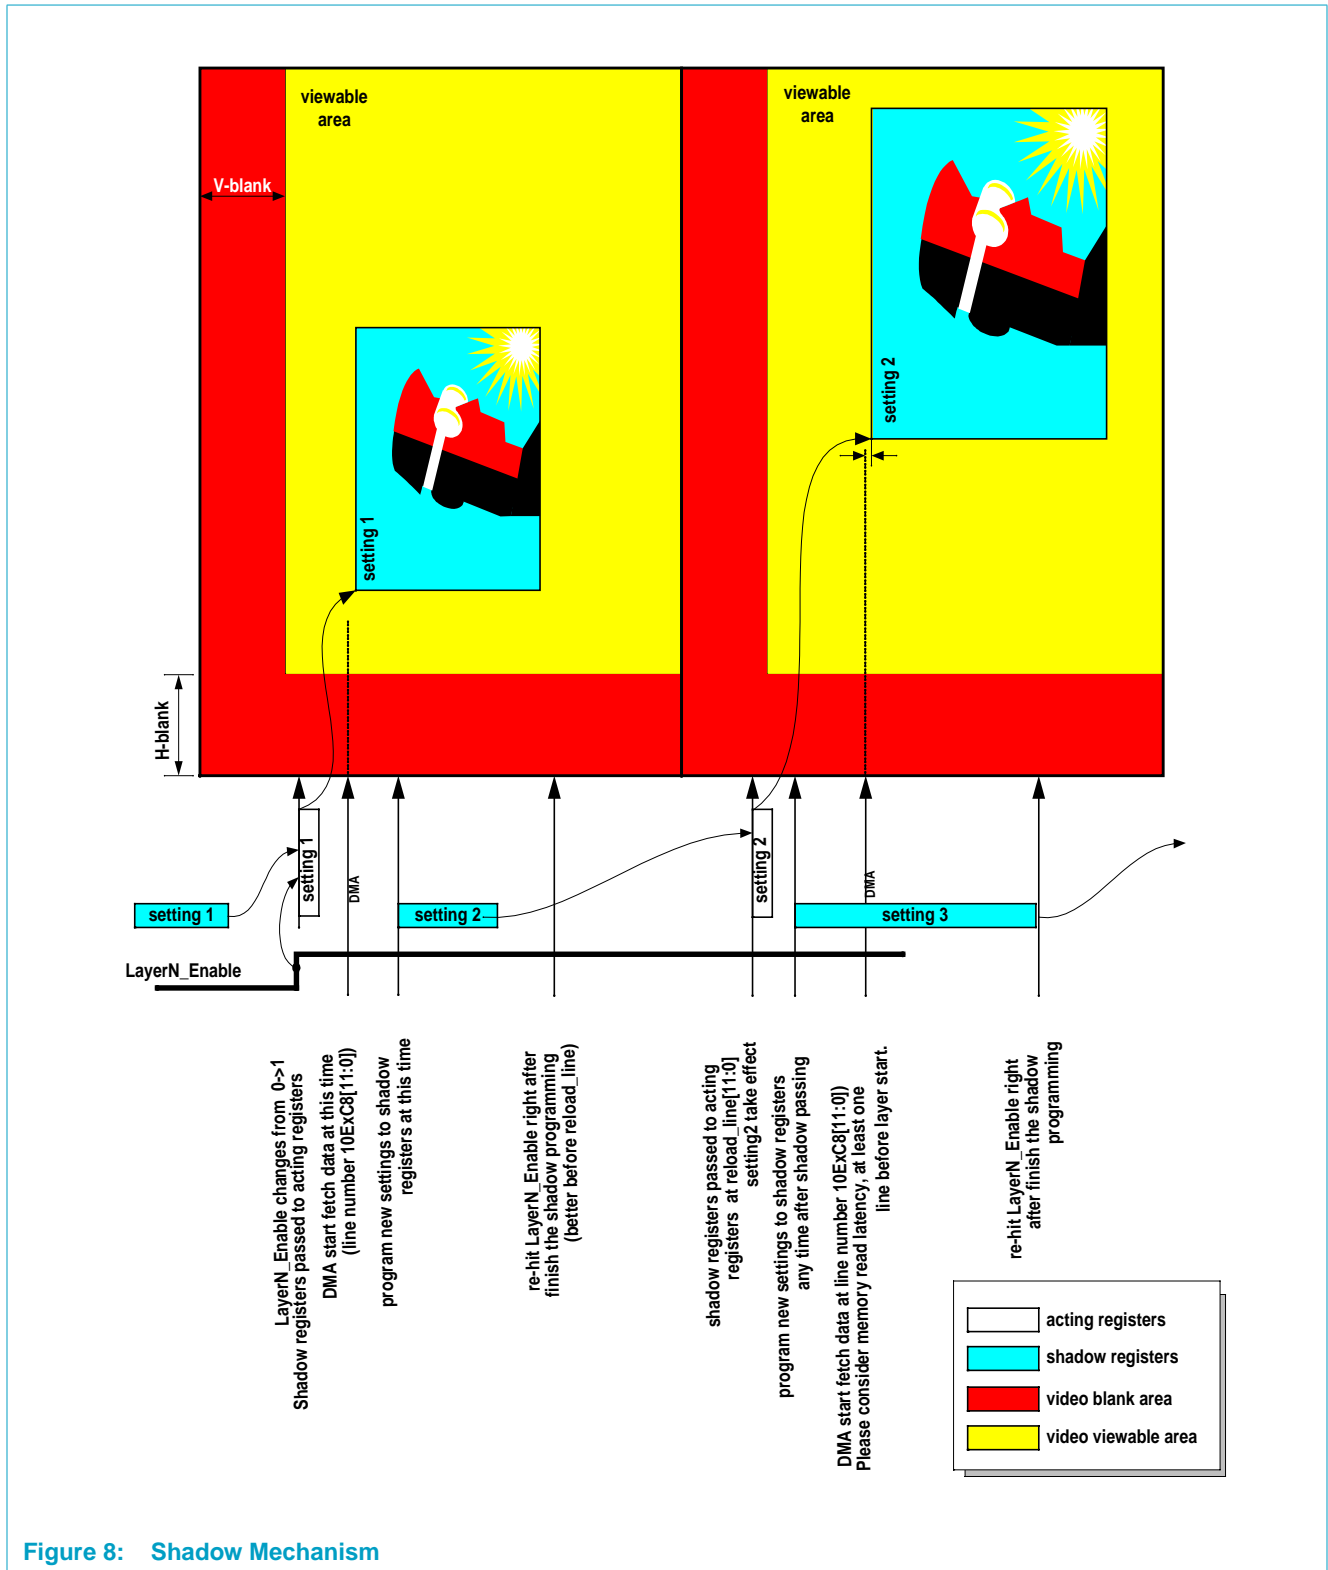 viewable
area
viewable
area
V-blank
setting 1
setting 2
H-blank
setting 1
DMA
setting 2
DMA
setting 1
setting 2
setting 3
LayerN_Enable
LayerN_Enable changes from 0->1
Shadow registers passed to acting registers
DMA start fetch data at this time
(line number 10ExC8[11:0])
program new settings to shadow
registers at this time
re-hit LayerN_Enable right after
finish the shadow programming
(better before reload_line)
shadow registers passed to acting
registers at reload_line[11:0]
setting2 take effect
program new settings to shadow registers
any time after shadow passing
DMA start fetch data at line number 10ExC8[11:0])
Please consider memory read latency, at least one
line before layer start.
re-hit LayerN_Enable right
after finish the shadow
programming
acting registers
shadow registers
video blank area
video viewable area
Figure 8: Shadow Mechanism